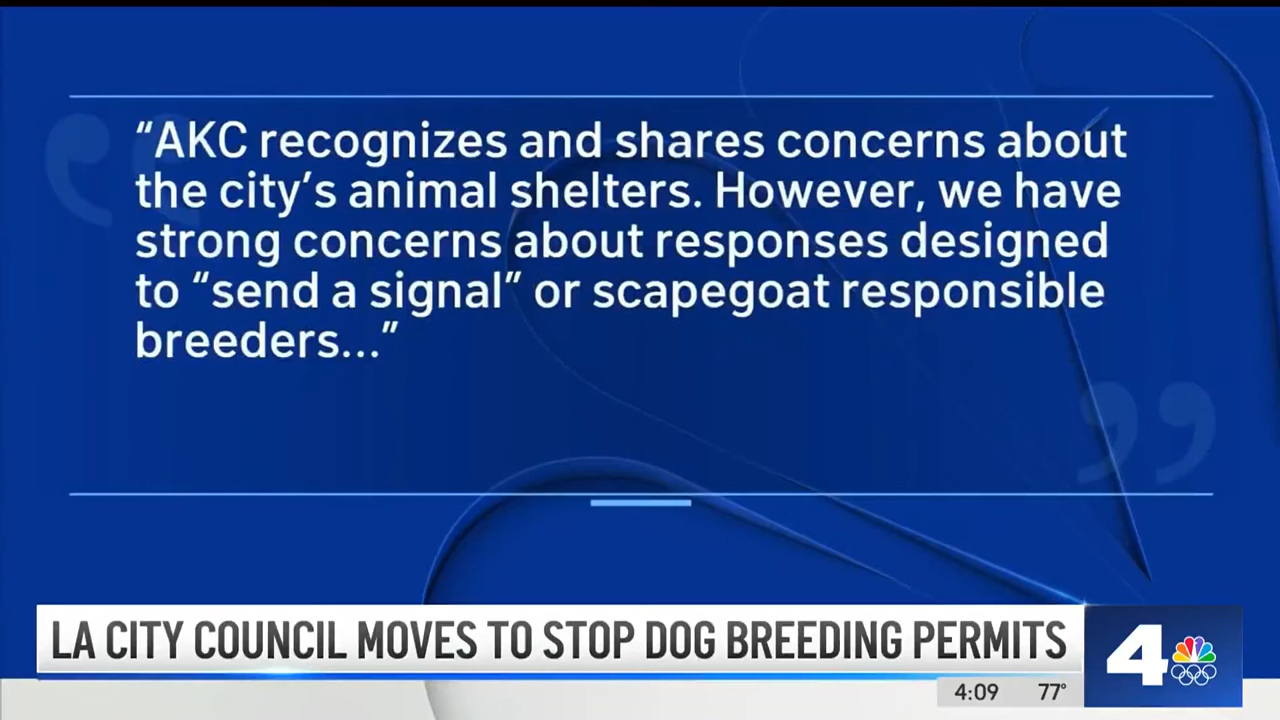 “AKC recognizes and shares concerns about
the city’s animal shelters. However, we have
strong concerns about responses designed
to “send a signal” or scapegoat responsible
breeders...”
LA CITY COUNCIL MOVES TO STOP DOG BREEDING PERMITS
4
4:09 77°